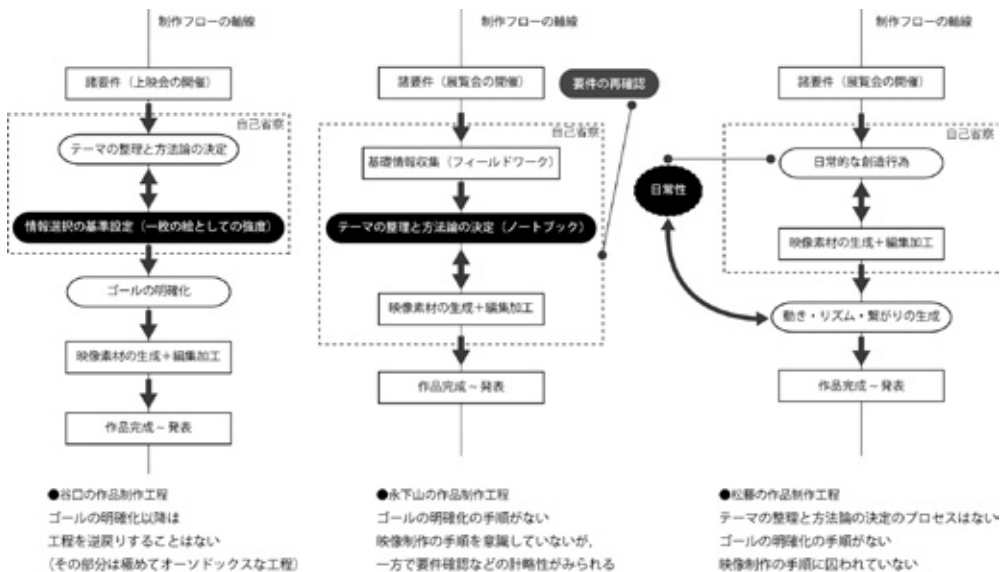 制作フローの軸線
諸要件（上映会の開催）
自己省察
テーマの整理と方法論の決定
情報選択の基準設定（一枚の絵としての強度）
ゴールの明確化
映像素材の生成+編集加工
作品完成～発表
●谷口の作品制作工程
ゴールの明確化以降は
工程を逆戻りすることはない
（その部分は極めてオーソドックスな工程）
制作フローの軸線
諸要件（展覧会の開催）
要件の再確認
自己省察
基礎情報収集（フィールドワーク）
テーマの整理と方法論の決定（ノートブック）
映像素材の生成+編集加工
作品完成～発表
●永下山の作品制作工程
ゴールの明確化の手順がない
映像制作の手順を意識していないが，
一方で要件確認などの計略性がみられる
制作フローの軸線
諸要件（展覧会の開催）
自己省察
日常的な創造行為
日常性
映像素材の生成+編集加工
動き・リズム・繋がりの生成
作品完成～発表
●松藤の作品制作工程
テーマの整理と方法論の決定のプロセスはない
ゴールの明確化の手順がない
映像制作の手順に囚われていない